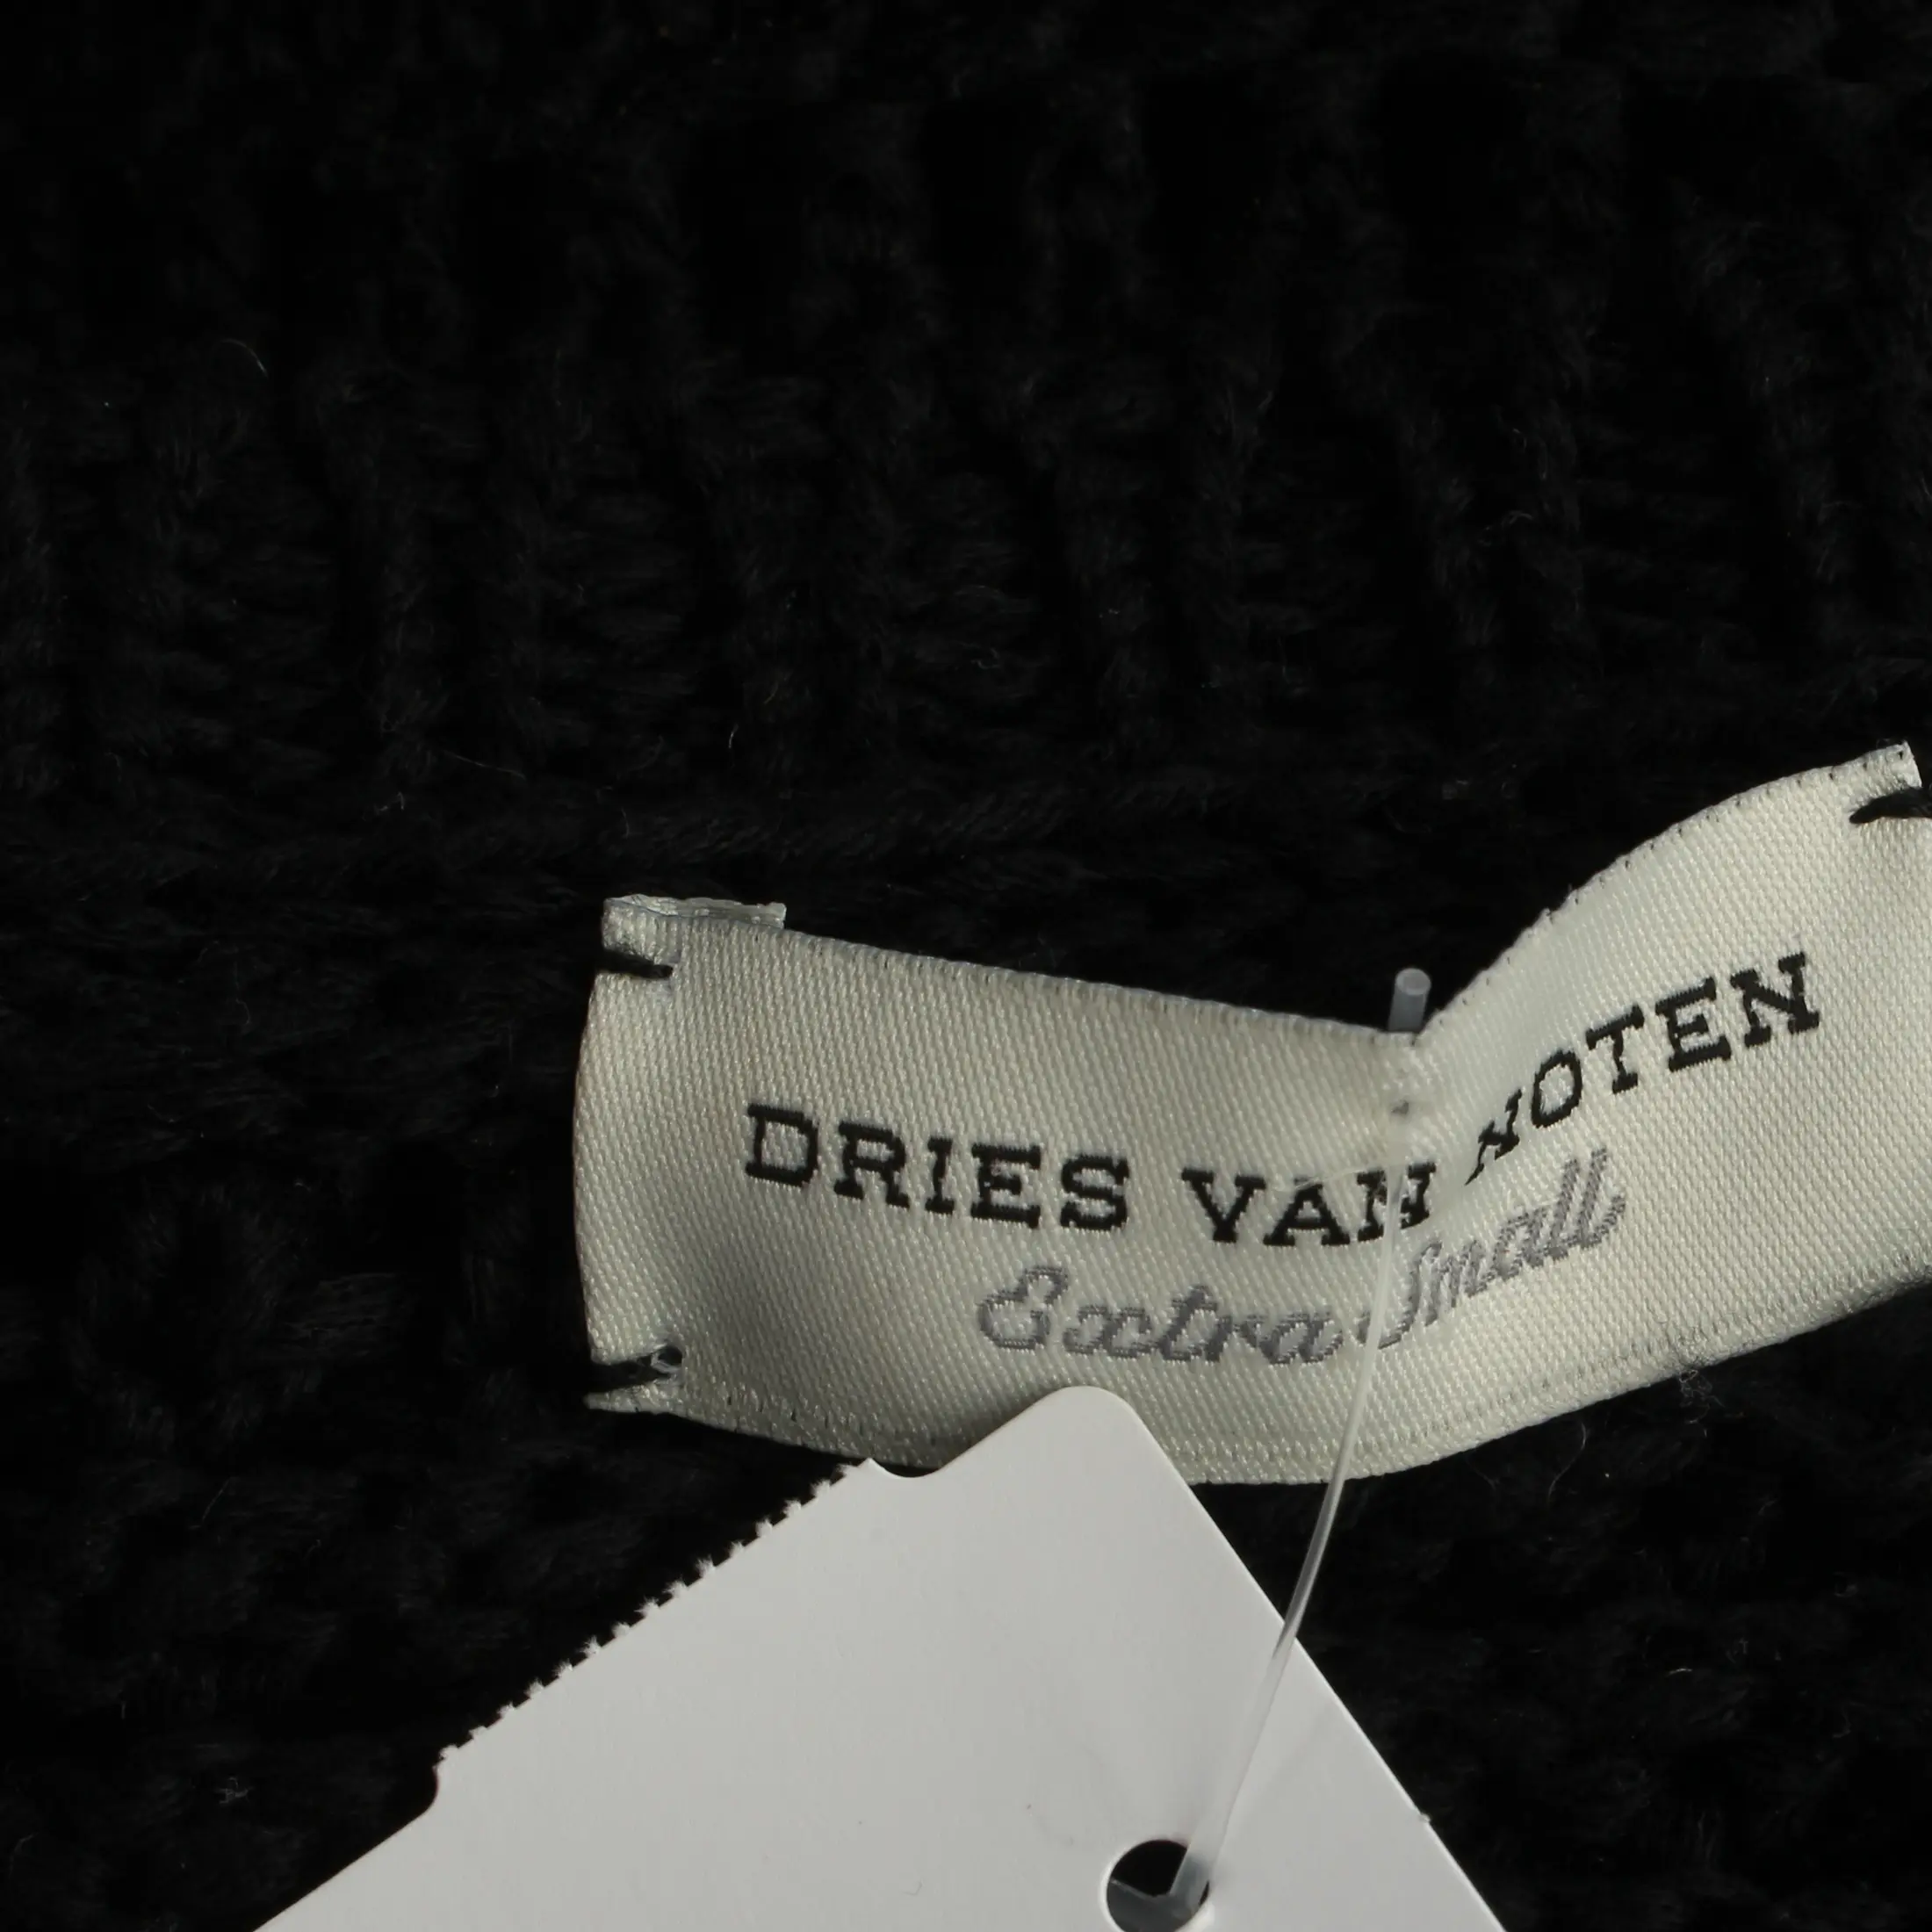 DRIES VAN NOTEN
Extra Small